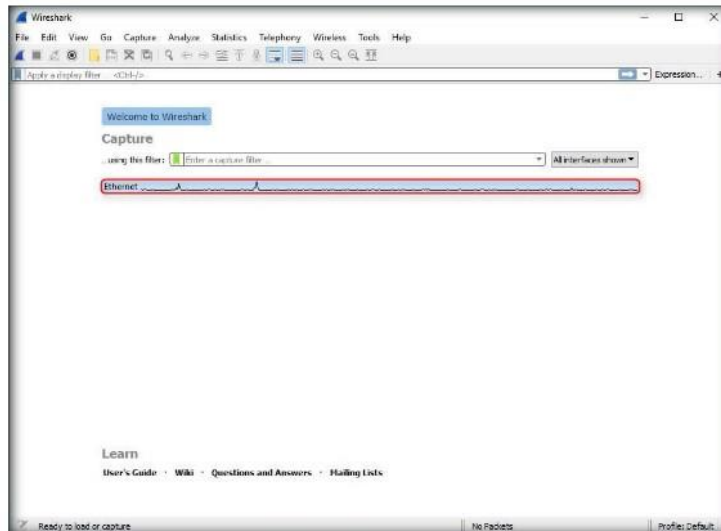 Wireshark
File Edit View Go Capture Analyze Statistics Telephony Wireless Tools Help
Apply a display filter ... <Ctrl-/>
Expression... +
Welcome to Wireshark
Capture
...using this filter: Enter a capture filter ... All interfaces shown
Ethernet
Learn
User's Guide · Wiki · Questions and Answers · Mailing Lists
Ready to load or capture No Packets Profile: Default